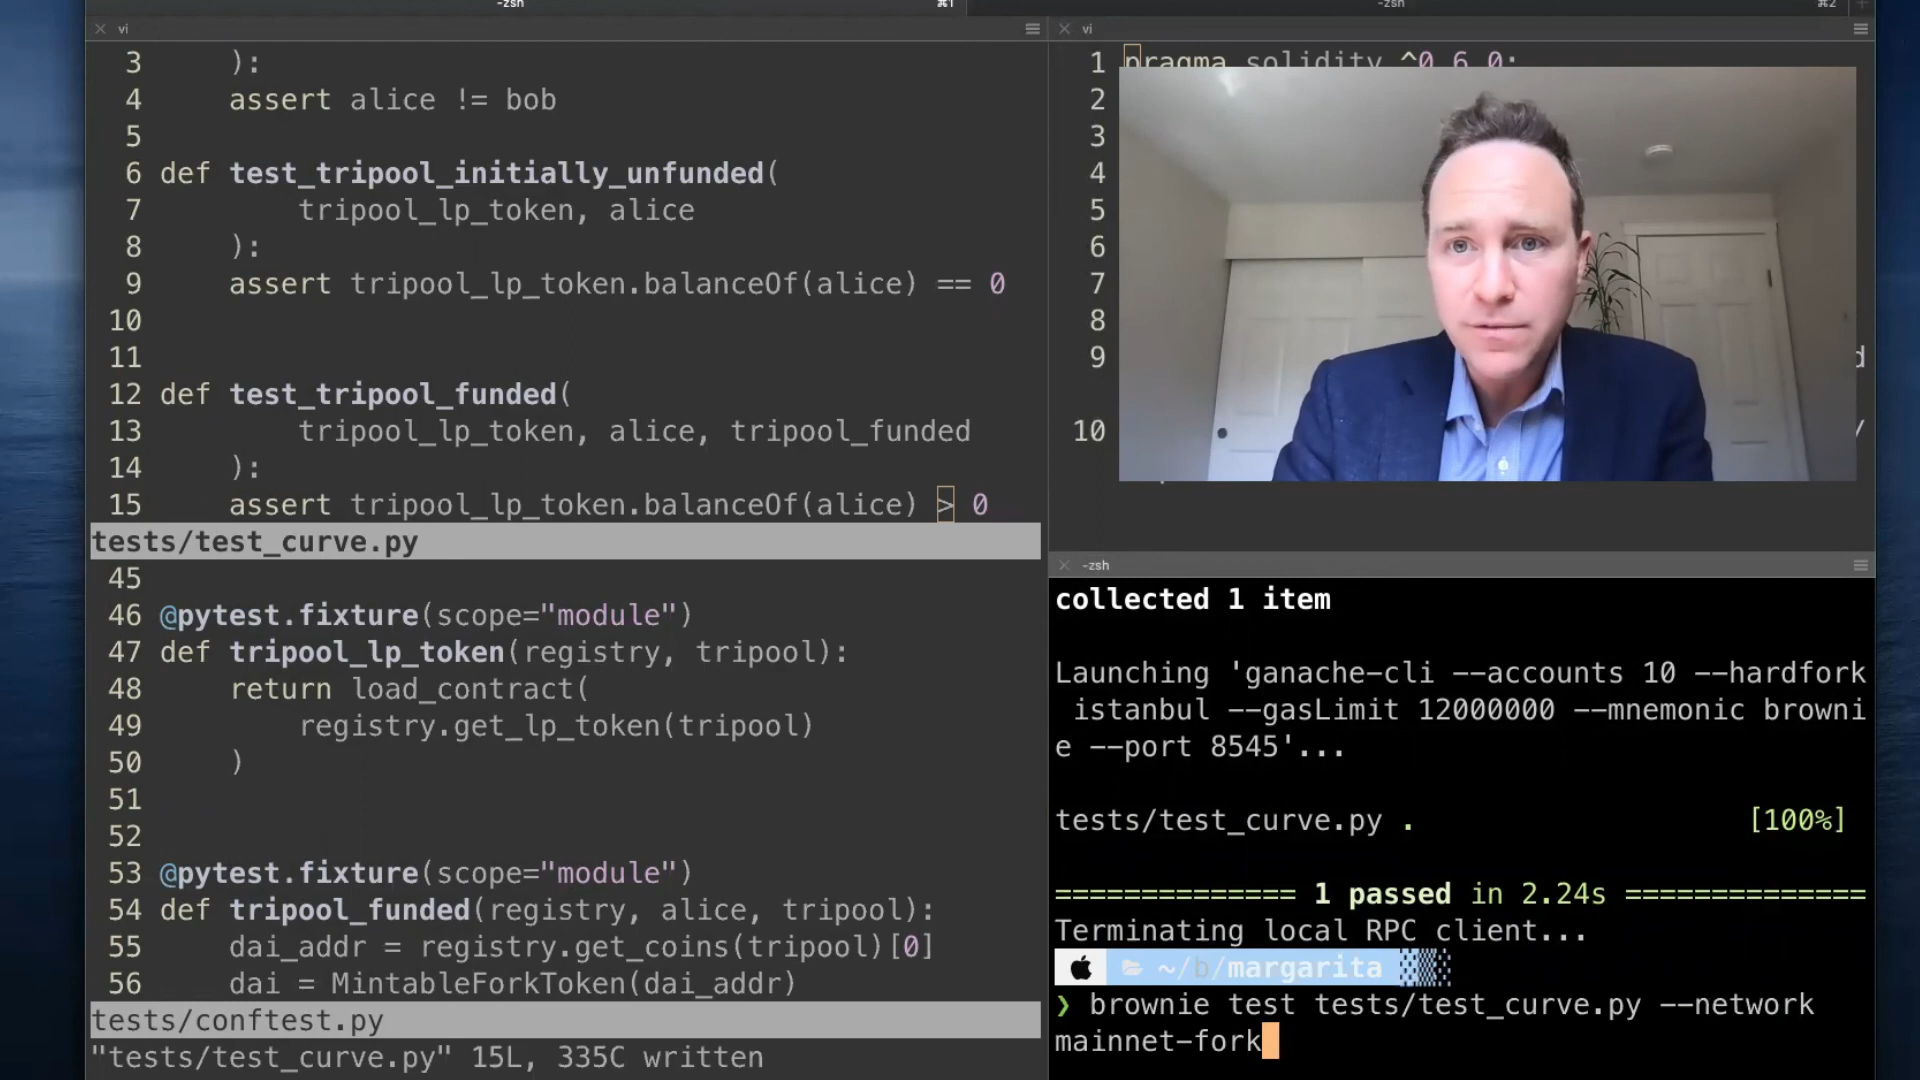 -zsh ⌘1
-zsh ⌘2
vi
3 ):
4 assert alice != bob
5
6 def test_tripool_initially_unfunded(
7 tripool_lp_token, alice
8 ):
9 assert tripool_lp_token.balanceOf(alice) == 0
10
11
12 def test_tripool_funded(
13 tripool_lp_token, alice, tripool_funded
14 ):
15 assert tripool_lp_token.balanceOf(alice) > 0
tests/test_curve.py
45
46 @pytest.fixture(scope="module")
47 def tripool_lp_token(registry, tripool):
48 return load_contract(
49 registry.get_lp_token(tripool)
50 )
51
52
53 @pytest.fixture(scope="module")
54 def tripool_funded(registry, alice, tripool):
55 dai_addr = registry.get_coins(tripool)[0]
56 dai = MintableForkToken(dai_addr)
tests/conftest.py
"tests/test_curve.py" 15L, 335C written
vi
1 pragma solidity ^0.6.0;
2
3
4
5
6
7
8
9 d
10 /
-zsh
collected 1 item
Launching 'ganache-cli --accounts 10 --hardfork
istanbul --gasLimit 12000000 --mnemonic browni
e --port 8545'...
tests/test_curve.py . [100%]
============== 1 passed in 2.24s ==============
Terminating local RPC client...
~/b/margarita
❯ brownie test tests/test_curve.py --network
mainnet-fork